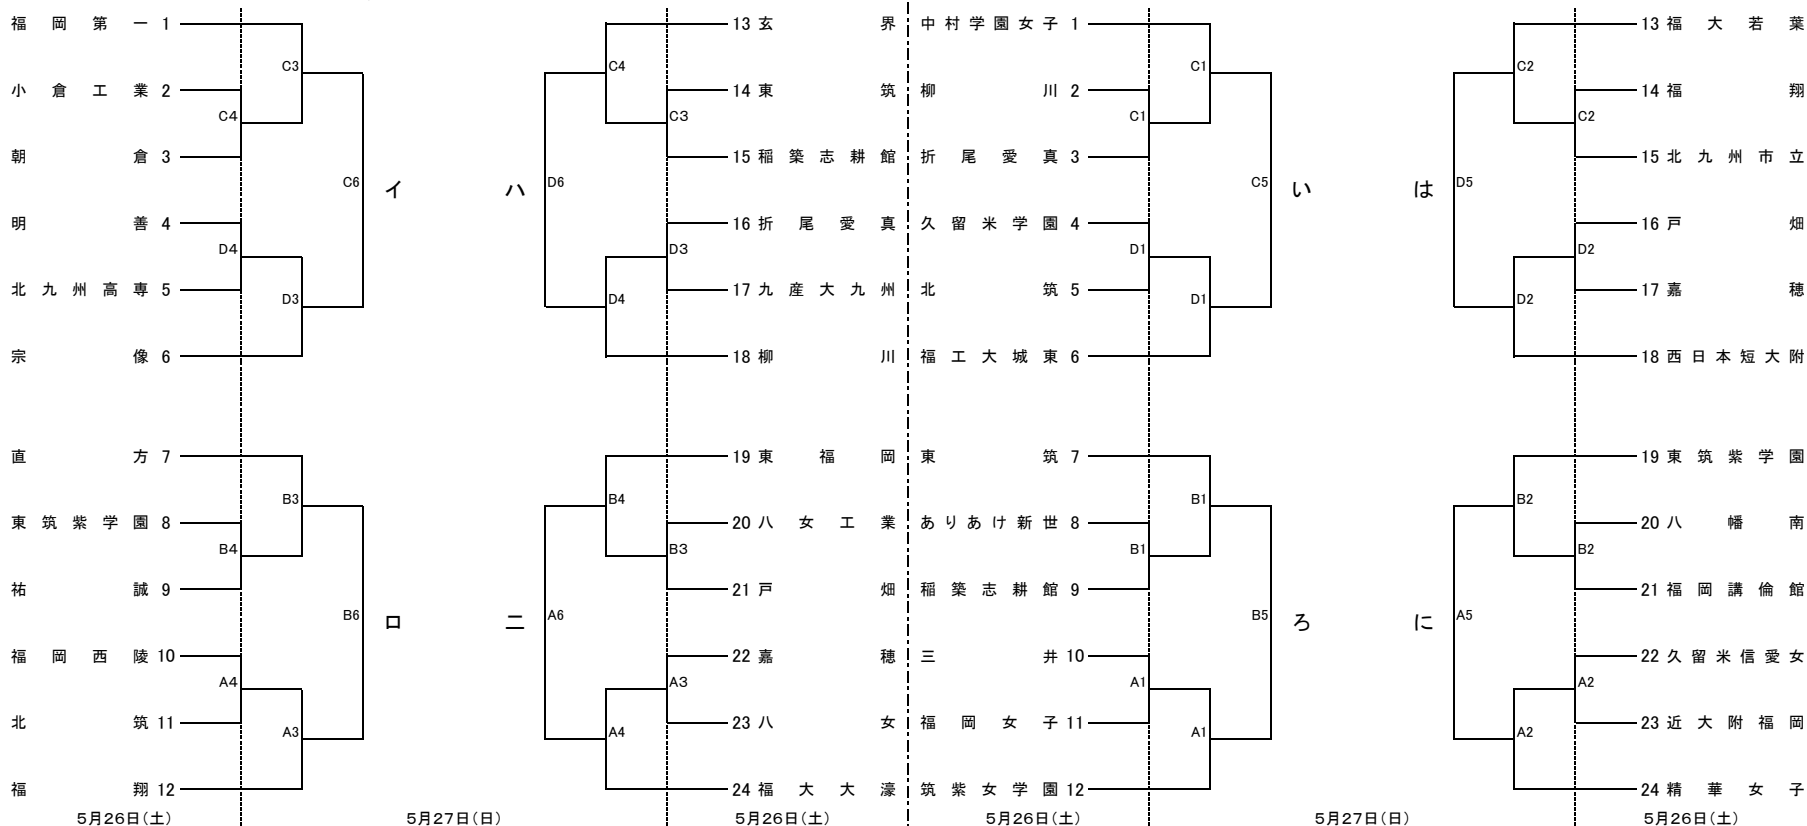 福岡第一 1
C3
小倉工業 2
C4
朝倉 3
C6
イ
明善 4
D4
北九州高専 5
D3
宗像 6
直方 7
B3
東筑紫学園 8
B4
祐誠 9
B6
ロ
福岡西陵 10
A4
北筑 11
A3
福翔 12
13 玄界
C4
14 東筑
C3
15 稲築志耕館
ハ
D6
16 折尾愛真
D3
17 九産大九州
D4
18 柳川
19 東福岡
B4
20 八女工業
B3
21 戸畑
ニ
A6
22 嘉穂
A3
23 八女
A4
24 福大大濠
5月26日(土)
5月27日(日)
5月26日(土)
中村学園女子 1
C1
柳川 2
C1
折尾愛真 3
C5
い
久留米学園 4
D1
北筑 5
D1
福工大城東 6
東筑 7
B1
ありあけ新世 8
B1
稲築志耕館 9
B5
ろ
三井 10
A1
福岡女子 11
A1
筑紫女学園 12
13 福大若葉
C2
14 福翔
C2
15 北九州市立
は
D5
16 戸畑
D2
17 嘉穂
D2
18 西日本短大附
19 東筑紫学園
B2
20 八幡南
B2
21 福岡講倫館
に
A5
22 久留米信愛女
A2
23 近大附福岡
A2
24 精華女子
5月26日(土)
5月27日(日)
5月26日(土)